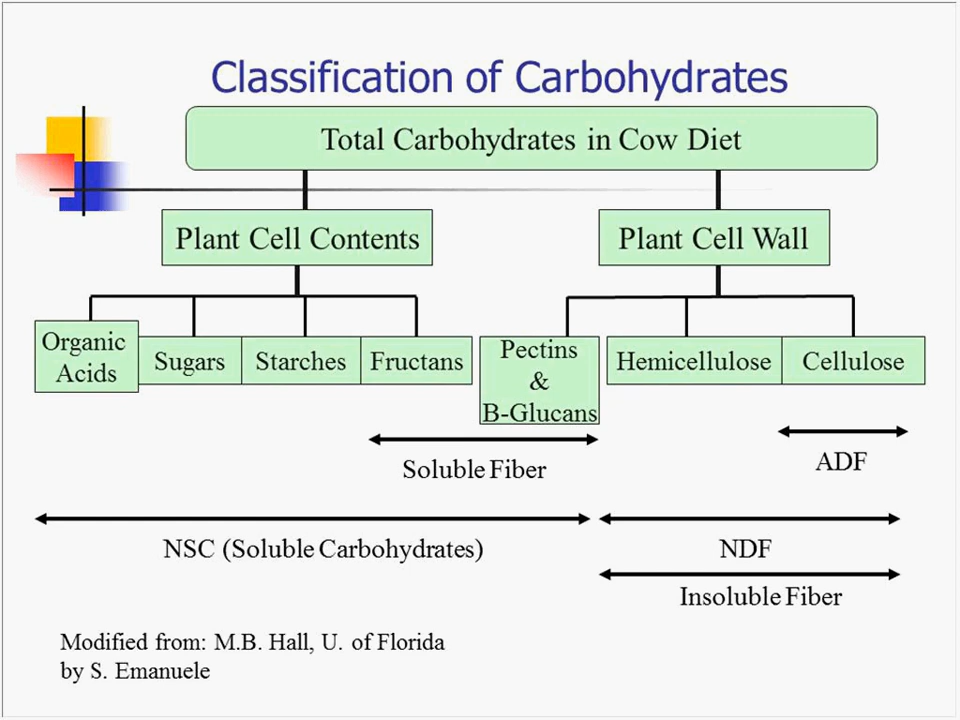 Classification of Carbohydrates
Total Carbohydrates in Cow Diet
Plant Cell Contents
Plant Cell Wall
Organic
Acids
Sugars
Starches
Fructans
Pectins
&
B-Glucans
Hemicellulose
Cellulose
Soluble Fiber
ADF
NSC (Soluble Carbohydrates)
NDF
Insoluble Fiber
Modified from: M.B. Hall, U. of Florida
by S. Emanuele